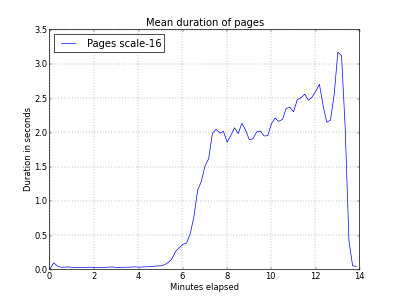 Mean duration of pages
3.5
Pages scale-16
3.0
2.5
2.0
1.5
1.0
0.5
0.0
Duration in seconds
0 2 4 6 8 10 12 14
Minutes elapsed